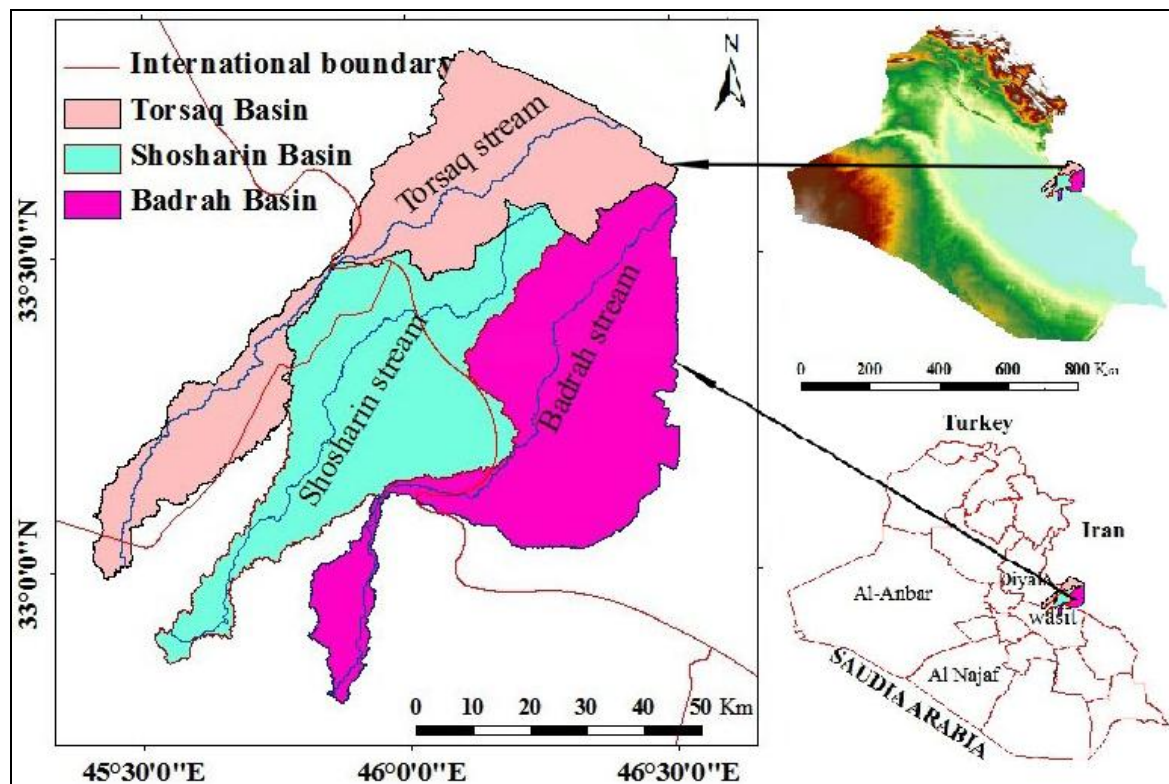 International boundary
Torsaq Basin
Shosharin Basin
Badrah Basin
N
Torsaq stream
Shosharin stream
Badrah stream
33°30'0"N
33°0'0"N
0 10 20 30 40 50 Km
45°30'0"E 46°0'0"E 46°30'0"E
0 200 400 600 800 Km
Turkey
Iran
Diyala
Al-Anbar
wasit
Al Najaf
SAUDIA ARABIA